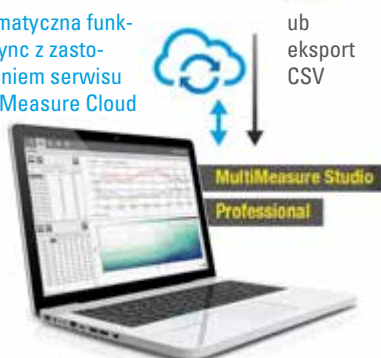 matyczna funk-
ync z zasto-
niem serwisu
Measure Cloud
ub
eksport
CSV
MultiMeasure Studio
Professional